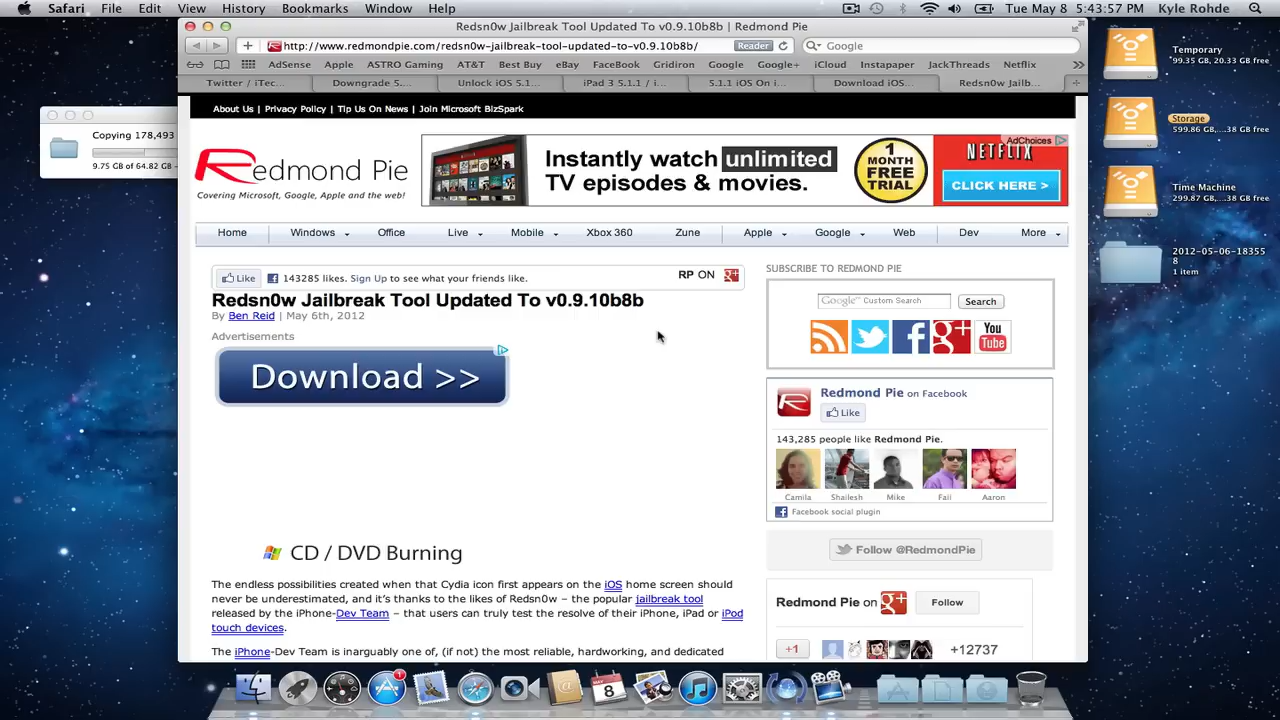 Safari File Edit View History Bookmarks Window Help Tue May 8 5:43:57 PM Kyle Rohde
Redsn0w Jailbreak Tool Updated To v0.9.10b8b | Redmond Pie
http://www.redmondpie.com/redsn0w-jailbreak-tool-updated-to-v0.9.10b8b/ Reader Google
AdSense Apple ASTRO Gami... AT&T Best Buy eBay FaceBook Gridiron Google Google+ iCloud Instapaper JackThreads Netflix
Twitter / iTec... Downgrade 5... Unlock iOS 5.1... iPad 3 5.1.1 / i... 5.1.1 iOS On i... Download iOS... Redsn0w Jailb...
About Us | Privacy Policy | Tip Us On News | Join Microsoft BizSpark
Redmond Pie
Covering Microsoft, Google, Apple and the web!
Instantly watch unlimited
TV episodes & movies.
1
MONTH
FREE
TRIAL
AdChoices
NETFLIX
CLICK HERE >
Home Windows Office Live Mobile Xbox 360 Zune Apple Google Web Dev More
Like 143285 likes. Sign Up to see what your friends like. RP ON
Redsn0w Jailbreak Tool Updated To v0.9.10b8b
By Ben Reid | May 6th, 2012
Advertisements
Download >>
CD / DVD Burning
The endless possibilities created when that Cydia icon first appears on the iOS home screen should
never be underestimated, and it's thanks to the likes of Redsn0w – the popular jailbreak tool
released by the iPhone-Dev Team – that users can truly test the resolve of their iPhone, iPad or iPod
touch devices.
The iPhone-Dev Team is inarguably one of, (if not) the most reliable, hardworking, and dedicated
SUBSCRIBE TO REDMOND PIE
Google Custom Search Search
You
Tube
Redmond Pie on Facebook
Like
143,285 people like Redmond Pie.
Camila Shailesh Mike Aaron
Facebook social plugin
Follow @RedmondPie
Redmond Pie on Follow
+1 +12737
Copying 178,493
9.75 GB of 64.82 GB
Temporary
99.35 GB, 20.33 GB free
Storage
599.86 GB,...38 GB free
Time Machine
299.87 GB,...38 GB free
2012-05-06-18355
8
1 item
MAY
8